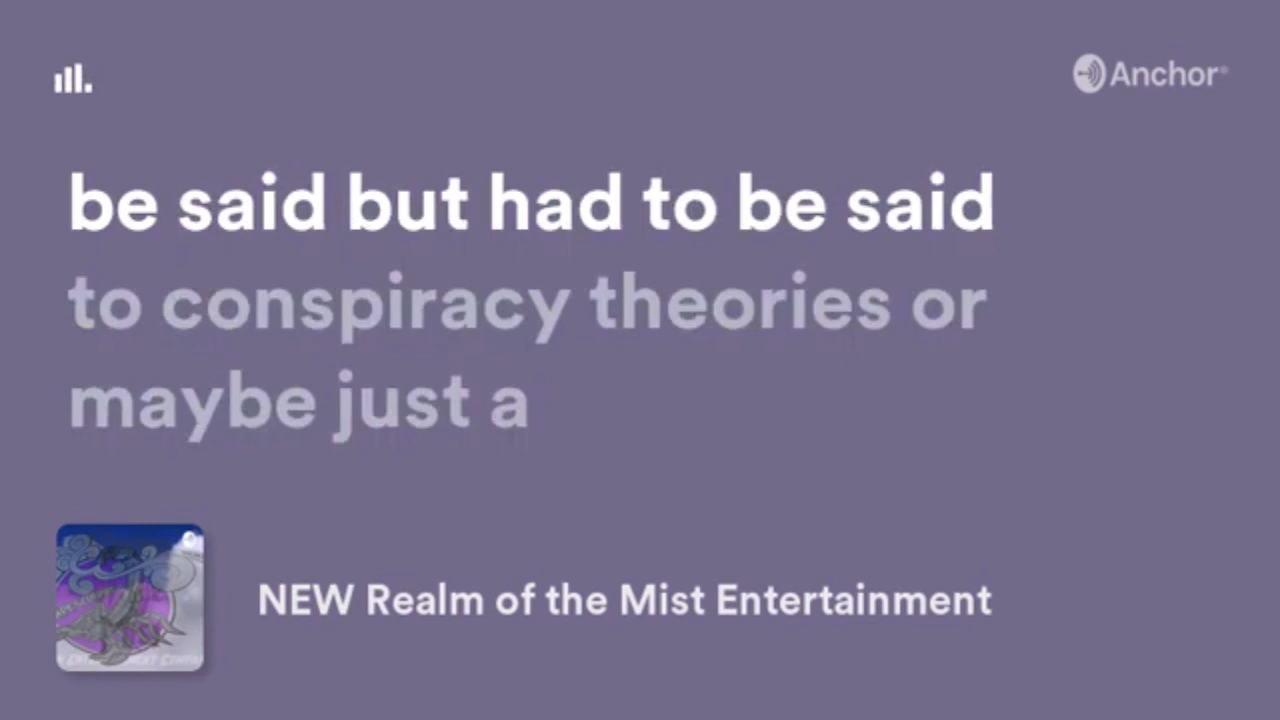 Anchor
be said but had to be said
to conspiracy theories or
maybe just a
NEW Realm of the Mist Entertainment